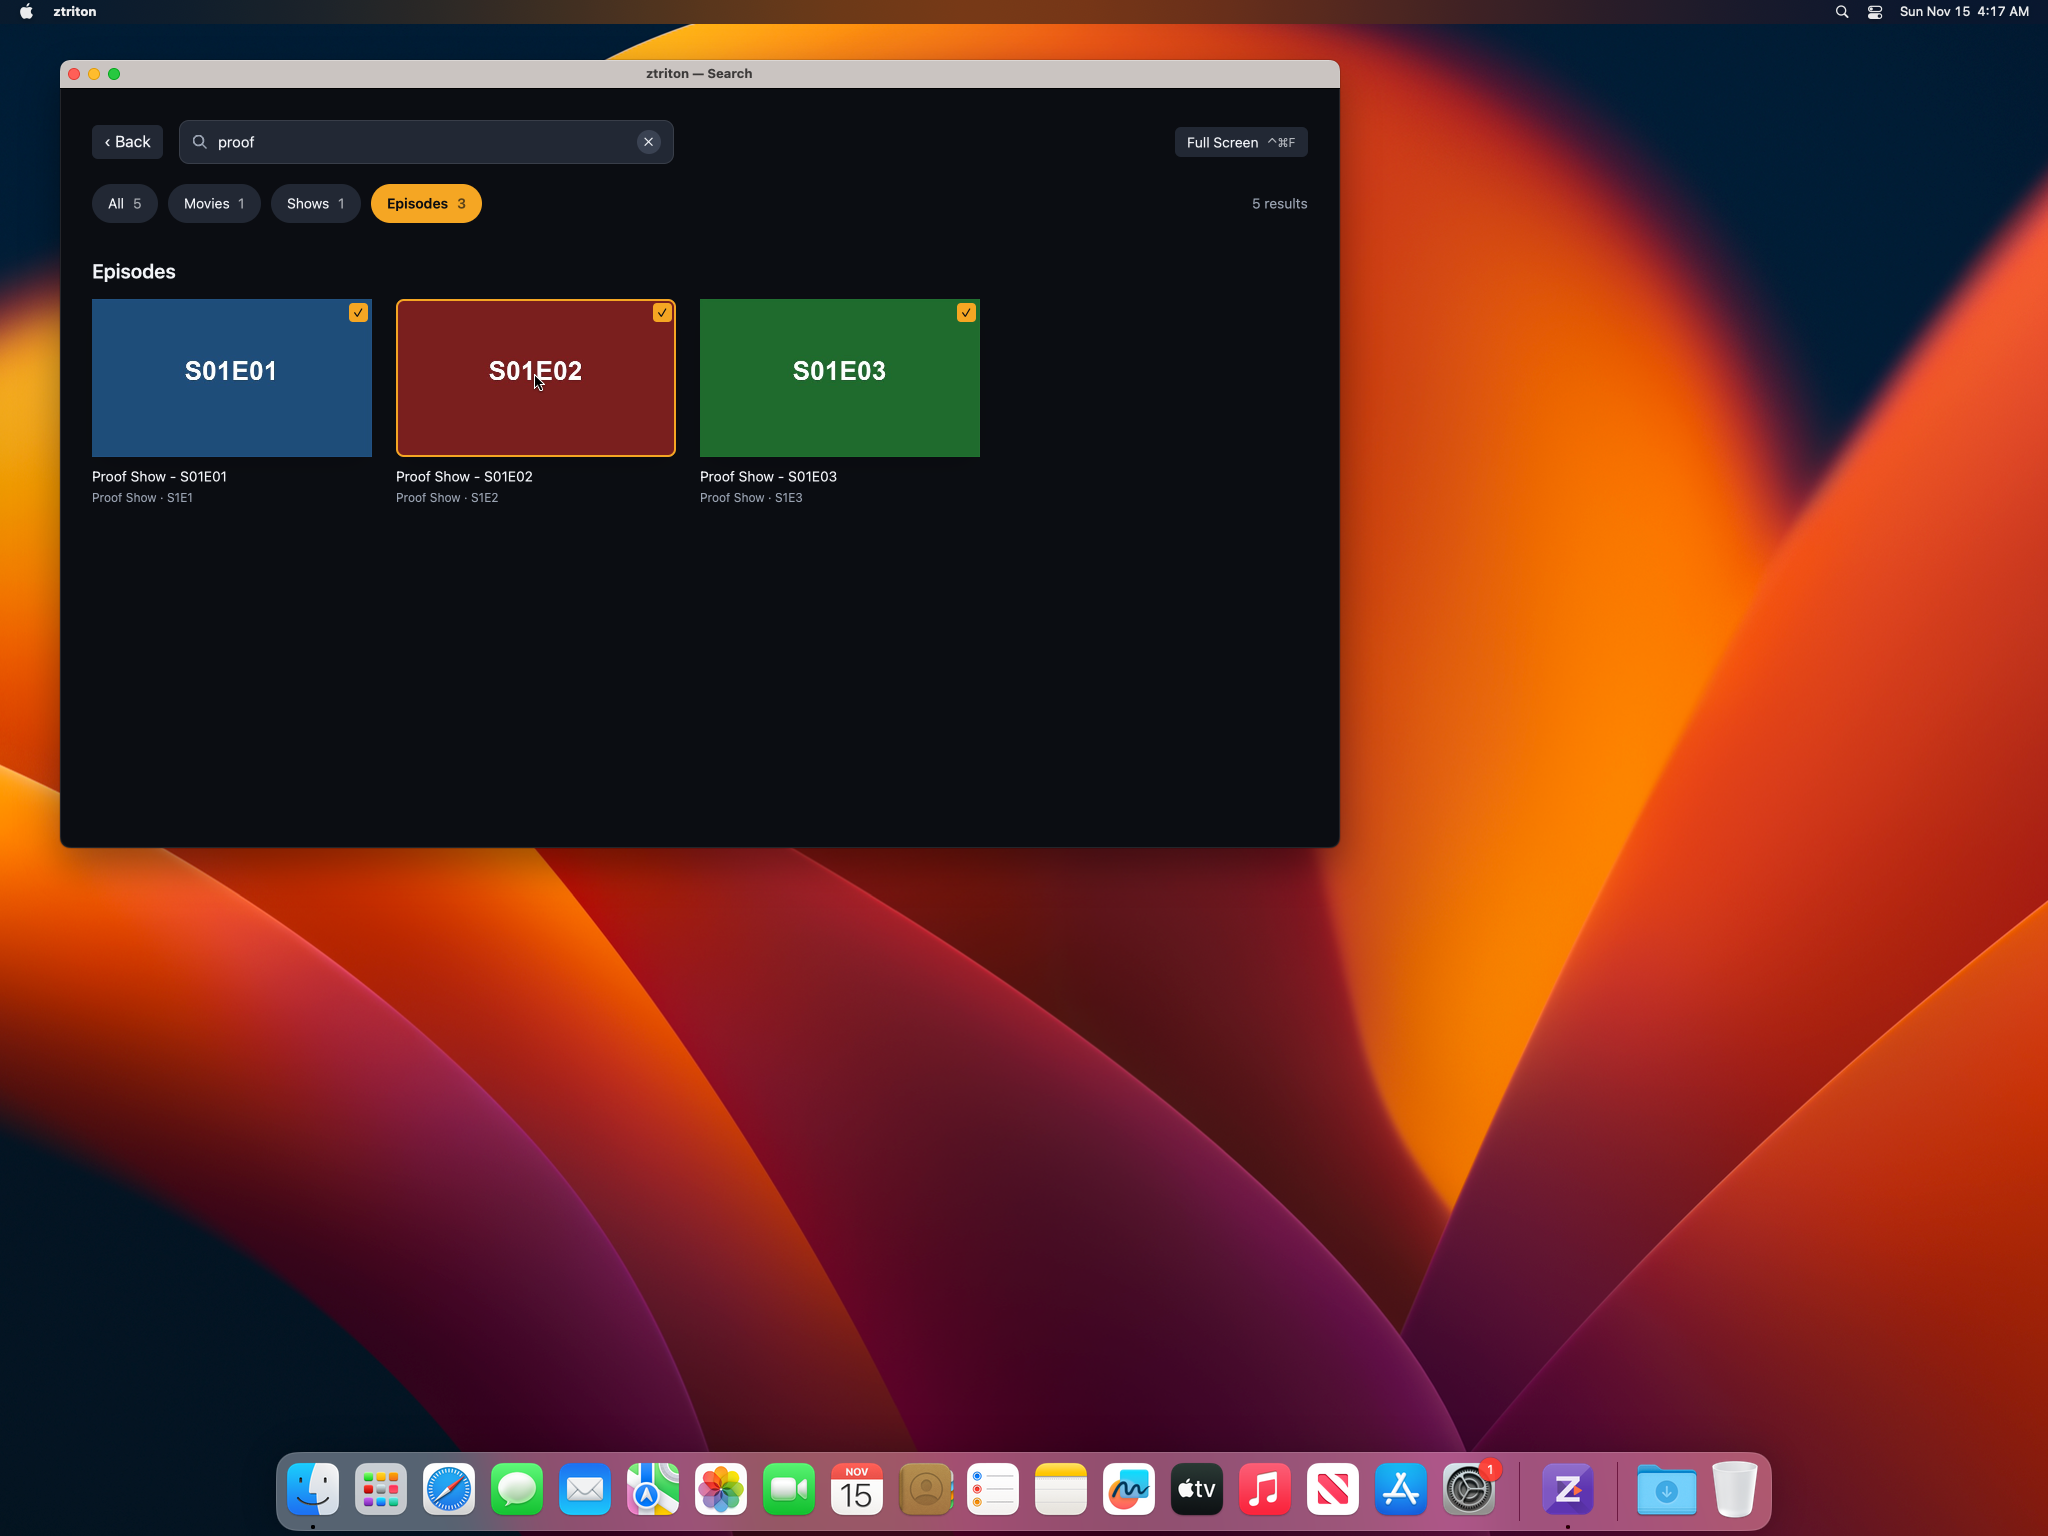 ztriton
Sun Nov 15 4:17 AM
ztriton — Search
‹ Back
proof
Full Screen ^⌘F
All 5
Movies 1
Shows 1
Episodes 3
5 results
Episodes
S01E01
S01E02
S01E03
Proof Show - S01E01
Proof Show - S01E02
Proof Show - S01E03
Proof Show · S1E1
Proof Show · S1E2
Proof Show · S1E3
NOV
15
tv
1
Z